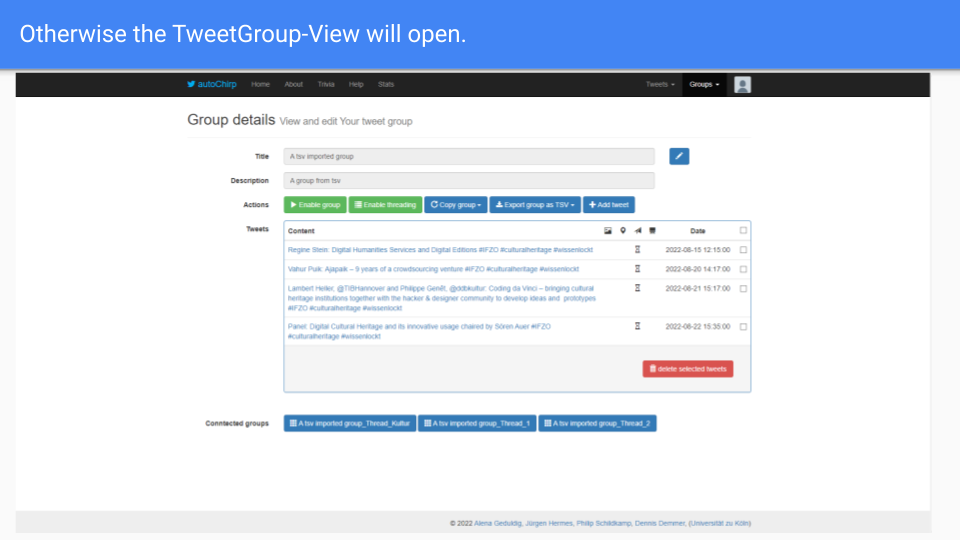 Otherwise the TweetGroup-View will open.
autoChirp Home About Trivia Help Stats Tweets Groups
Group details View and edit Your tweet group
Title A tsv imported group
Description A group from tsv
Actions Enable group Enable threading Copy group Export group as TSV Add tweet
Tweets Content Date
Regine Stein: Digital Humanities Services and Digital Editions #IFZO #culturalheritage #wissenlockt 2022-08-15 12:15:00
Vahur Puik: Ajapaik – 9 years of a crowdsourcing venture #IFZO #culturalheritage #wissenlockt 2022-08-20 14:17:00
Lambert Heller, @TIBHannover and Philippe Genêt, @ddbkultur: Coding da Vinci – bringing cultural 2022-08-21 15:17:00
heritage institutions together with the hacker & designer community to develop ideas and prototypes
#IFZO #culturalheritage #wissenlockt
Panel: Digital Cultural Heritage and its innovative usage chaired by Sören Auer #IFZO 2022-08-22 15:35:00
#culturalheritage #wissenlockt
delete selected tweets
Conntected groups A tsv imported group_Thread_Kultur A tsv imported group_Thread_1 A tsv imported group_Thread_2
© 2022 Alena Geduldig, Jürgen Hermes, Philip Schildkamp, Dennis Demmer, (Universität zu Köln)